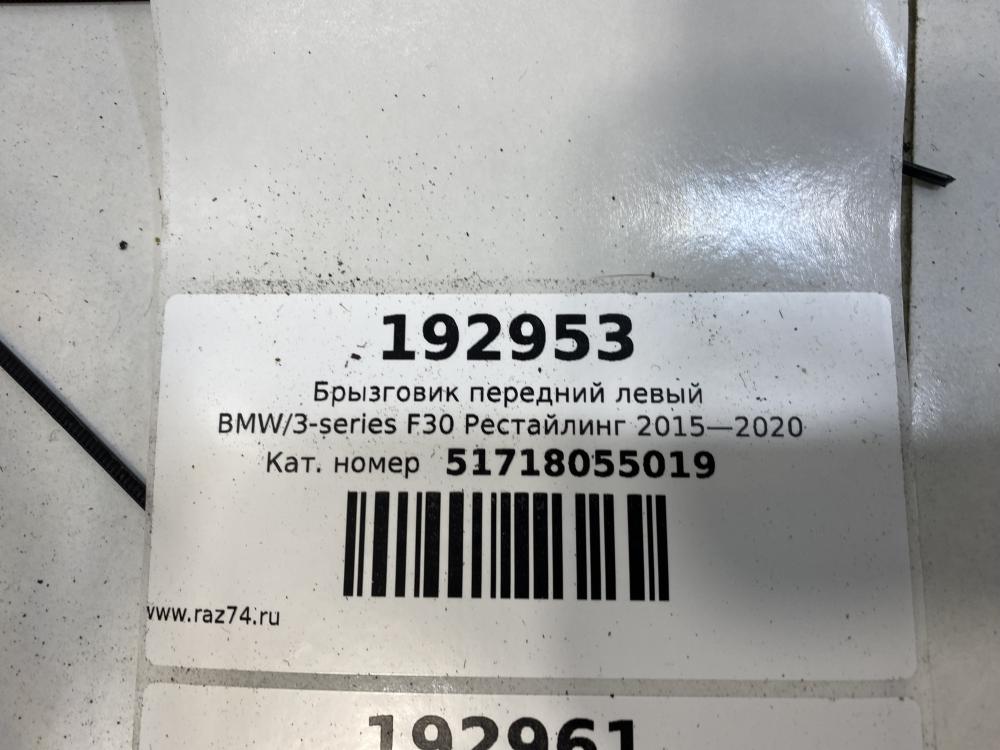 192953
Брызговик передний левый
BMW/3-series F30 Рестайлинг 2015—2020
Кат. номер 51718055019
www.raz74.ru
192961